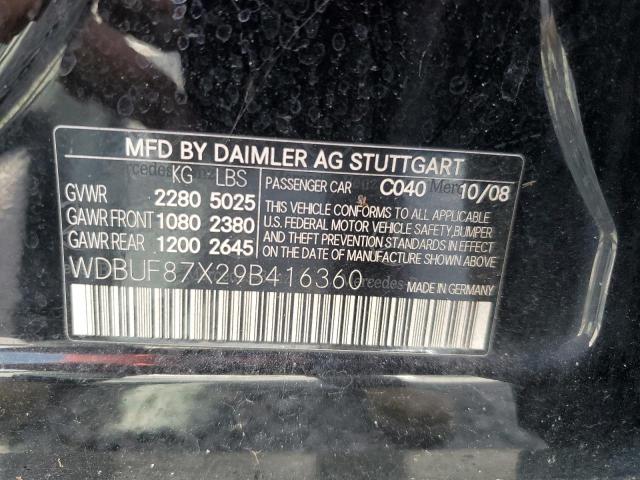 MFD BY DAIMLER AG STUTTGART
KG LBS
GVWR 2280 5025
GAWR FRONT 1080 2380
GAWR REAR 1200 2645
PASSENGER CAR C040 10/08
THIS VEHICLE CONFORMS TO ALL APPLICABLE
U.S. FEDERAL MOTOR VEHICLE SAFETY, BUMPER
AND THEFT PREVENTION STANDARDS IN EFFECT
ON THE DATE OF MANUFACTURE SHOWN ABOVE.
WDBUF87X29B416360
MADE IN GERMANY